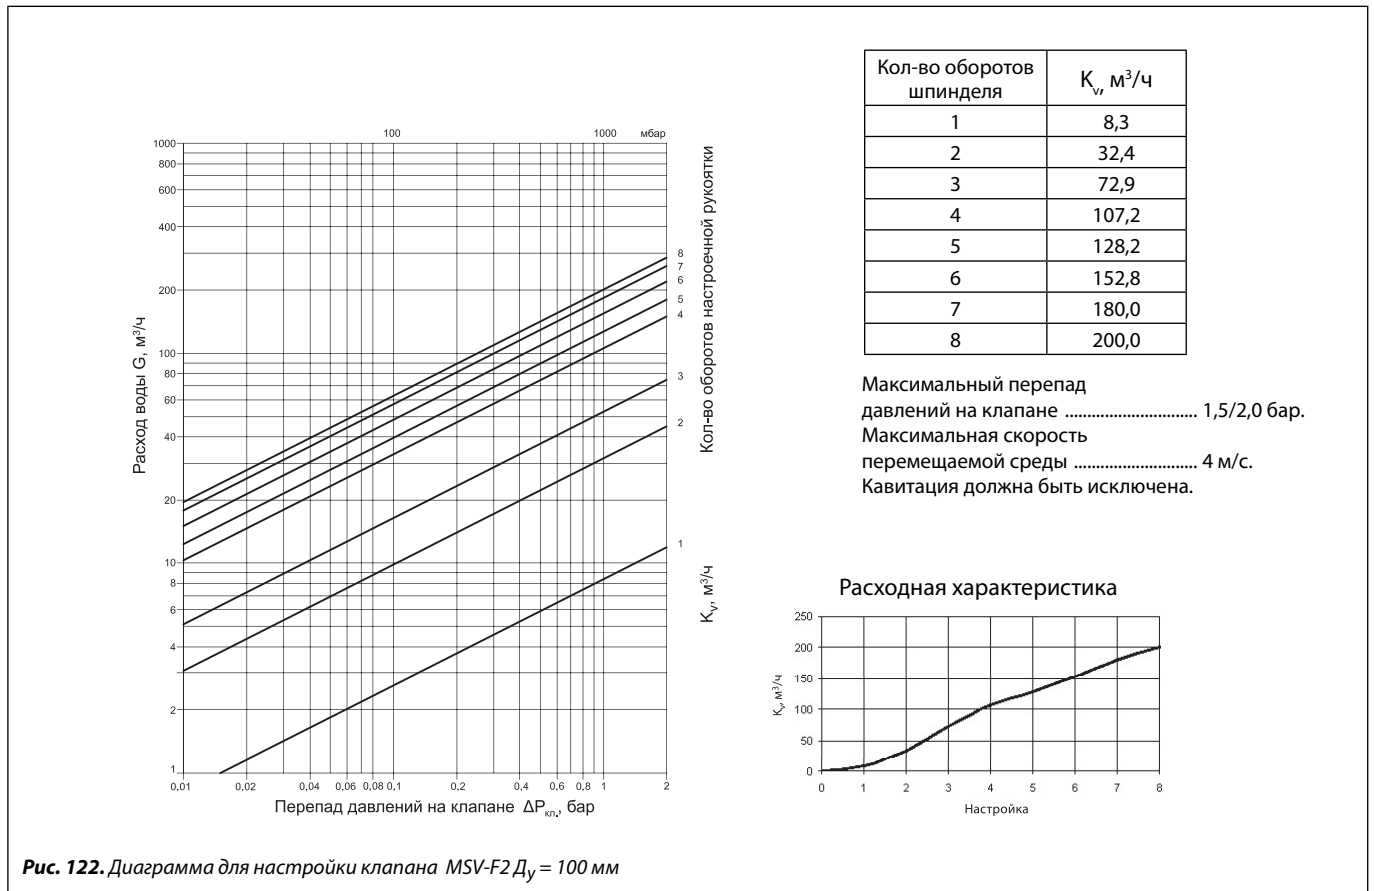 100 1000 мбар
1000
800
600
400
200
100
80
60
40
20
10
8
6
4
2
1
Расход воды G, м³/ч
0,01 0,02 0,04 0,06 0,08 0,1 0,2 0,4 0,6 0,8 1 2
Перепад давлений на клапане ΔPкл., бар
8
7
6
5
4
3
2
1
Кол-во оборотов настроечной рукоятки
Kv, м³/ч
Кол-во оборотов шпинделя Kv, м³/ч
1 8,3
2 32,4
3 72,9
4 107,2
5 128,2
6 152,8
7 180,0
8 200,0
Максимальный перепад
давлений на клапане ................................ 1,5/2,0 бар.
Максимальная скорость
перемещаемой среды .............................. 4 м/с.
Кавитация должна быть исключена.
Расходная характеристика
250
200
150
100
50
0
Kv, м³/ч
0 1 2 3 4 5 6 7 8
Настройка
Рис. 122. Диаграмма для настройки клапана MSV-F2 Ду = 100 мм